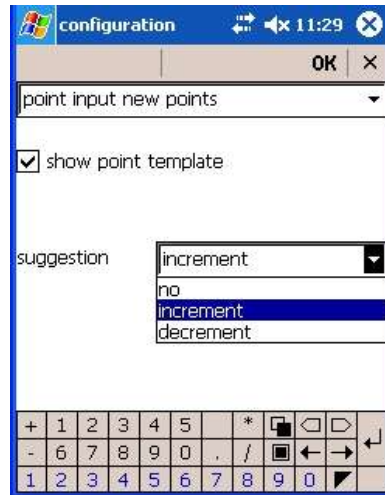 configuration 11:29
OK ×
point input new points
show point template
suggestion increment
no
increment
decrement
+ 1 2 3 4 5 *
- 6 7 8 9 0 . /
1 2 3 4 5 6 7 8 9 0